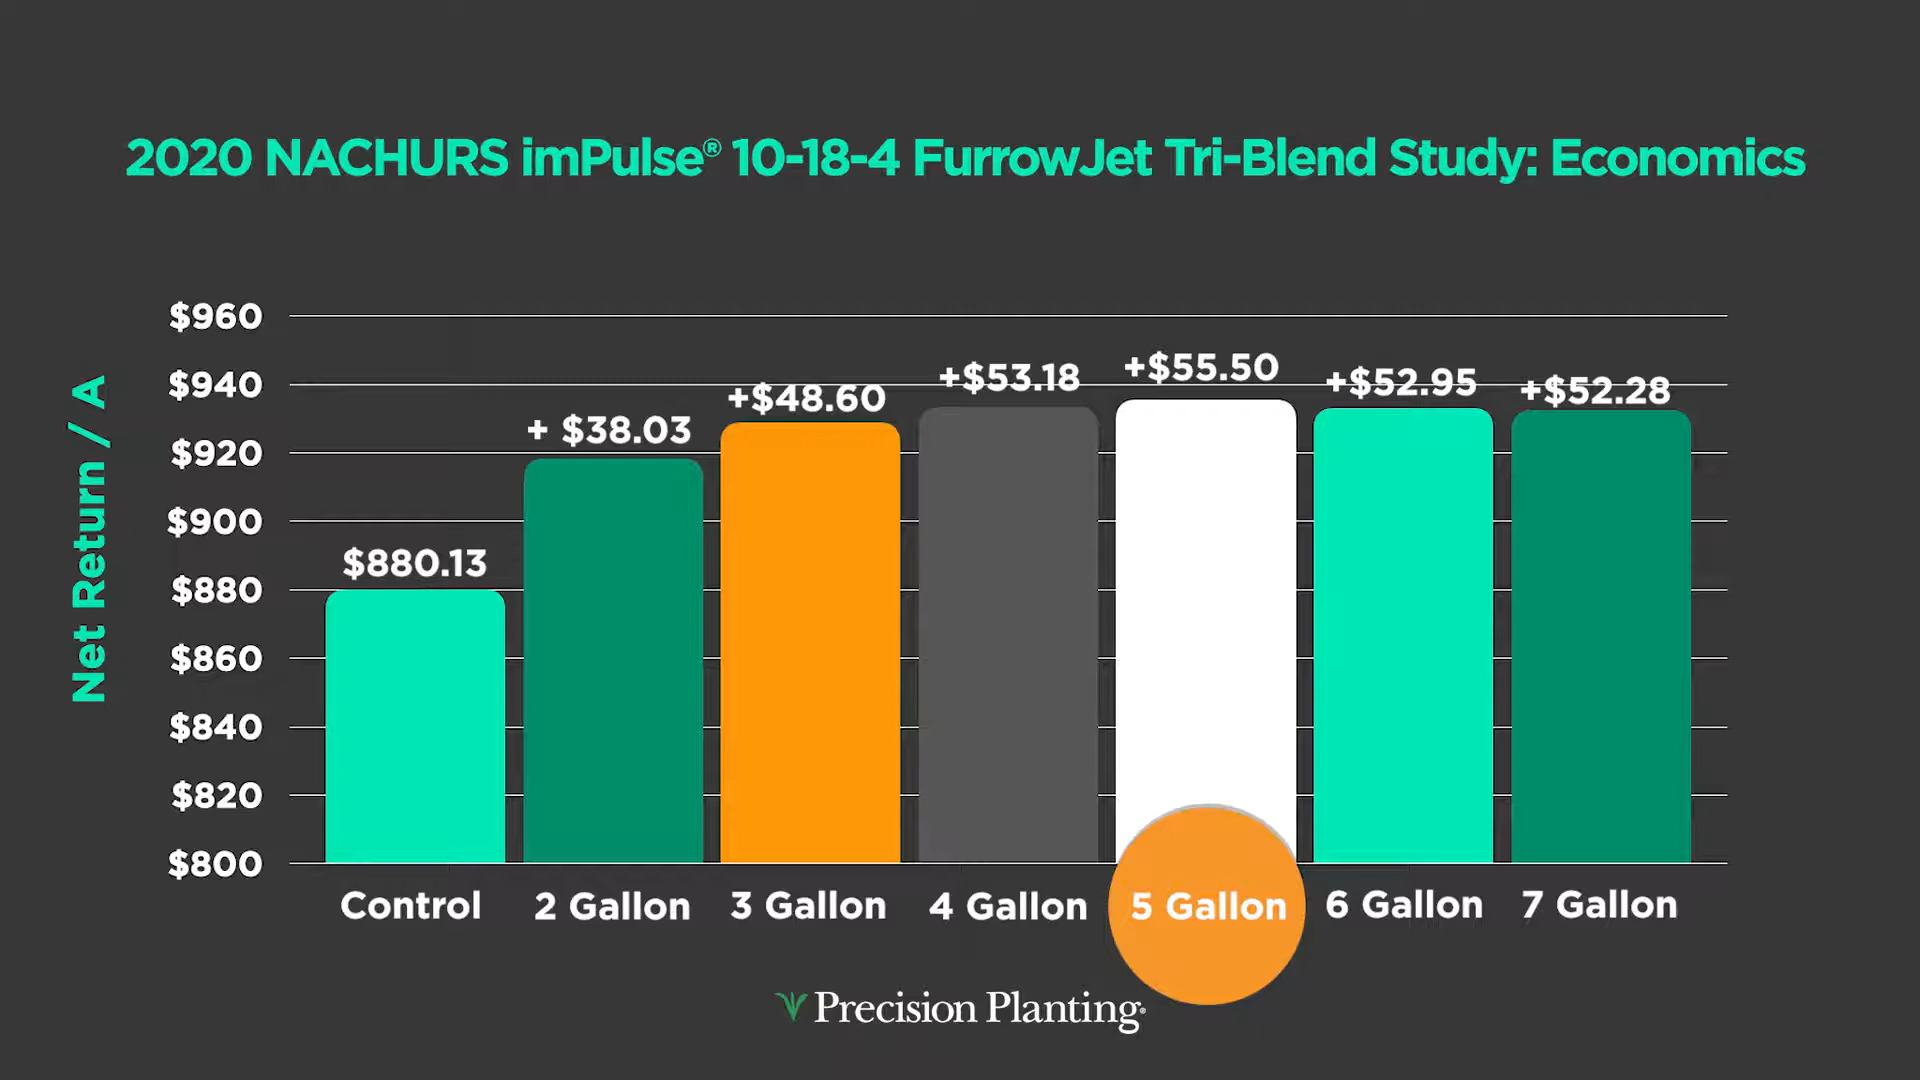 2020 NACHURS imPulse® 10-18-4 FurrowJet Tri-Blend Study: Economics
Net Return / A
$960
$940
$920
$900
$880
$860
$840
$820
$800
$880.13
+ $38.03
+$48.60
+$53.18
+$55.50
+$52.95
+$52.28
Control
2 Gallon
3 Gallon
4 Gallon
5 Gallon
6 Gallon
7 Gallon
Precision Planting®